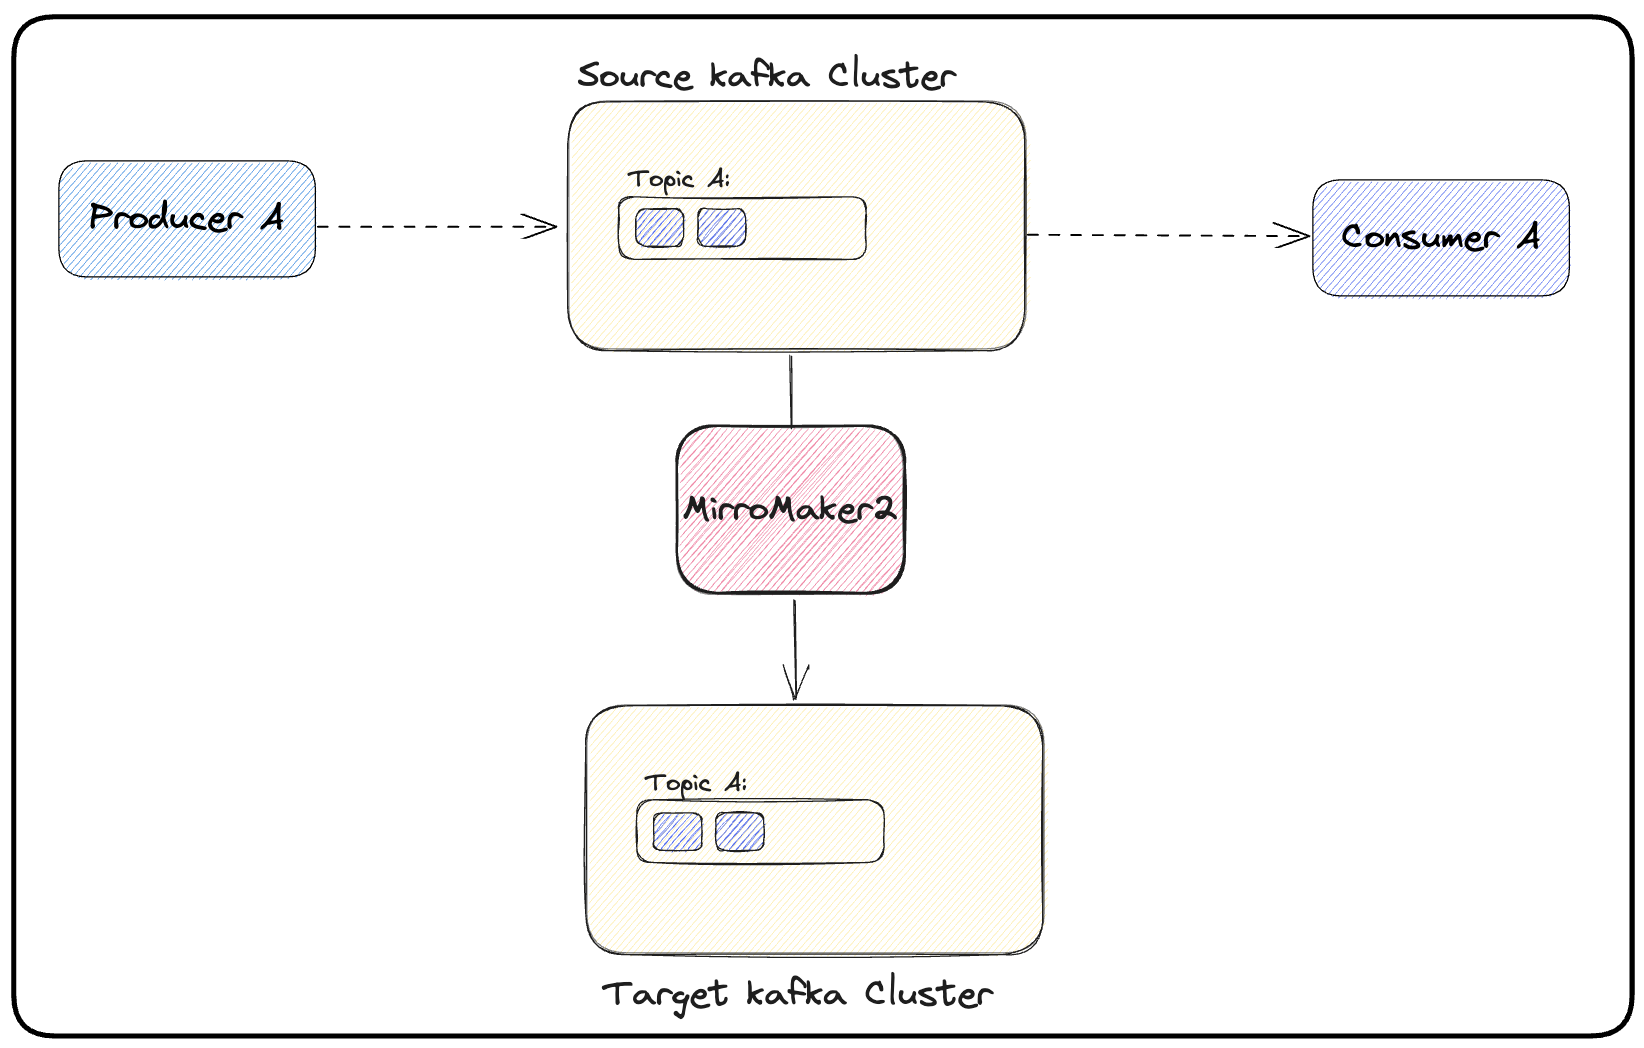 Source kafka Cluster
Topic A:
Producer A
Consumer A
MirroMaker2
Topic A:
Target kafka Cluster